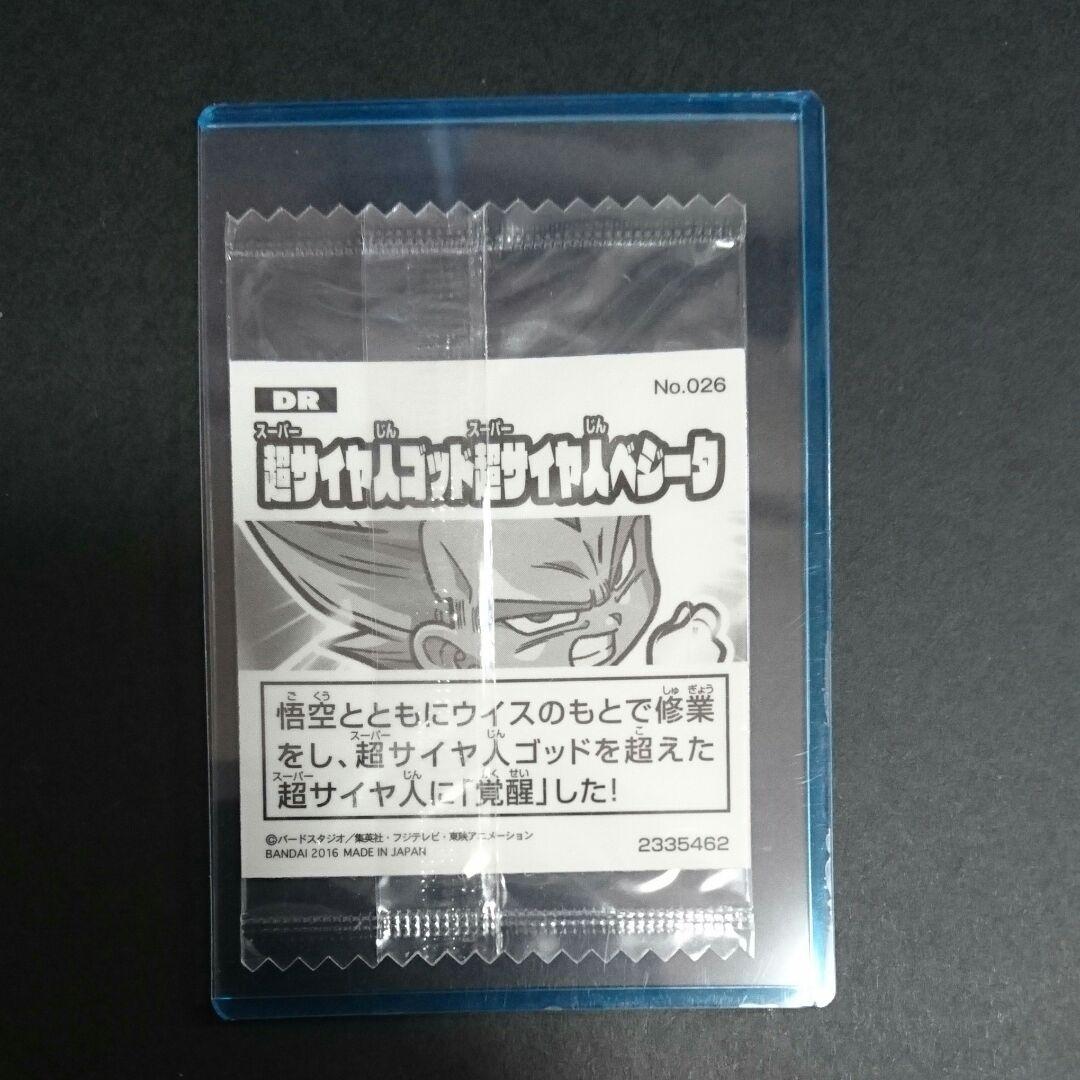 DR
No.026
スーパー じん スーパー じん
超サイヤ人ゴッド超サイヤ人ベジータ
ご くう しゅ ぎょう
悟空とともにウイスのもとで修業
スーパー じん こ
をし、超サイヤ人ゴッドを超えた
スーパー じん かく せい
超サイヤ人に「覚醒」した!
©バードスタジオ/集英社・フジテレビ・東映アニメーション
BANDAI 2016 MADE IN JAPAN
2335462